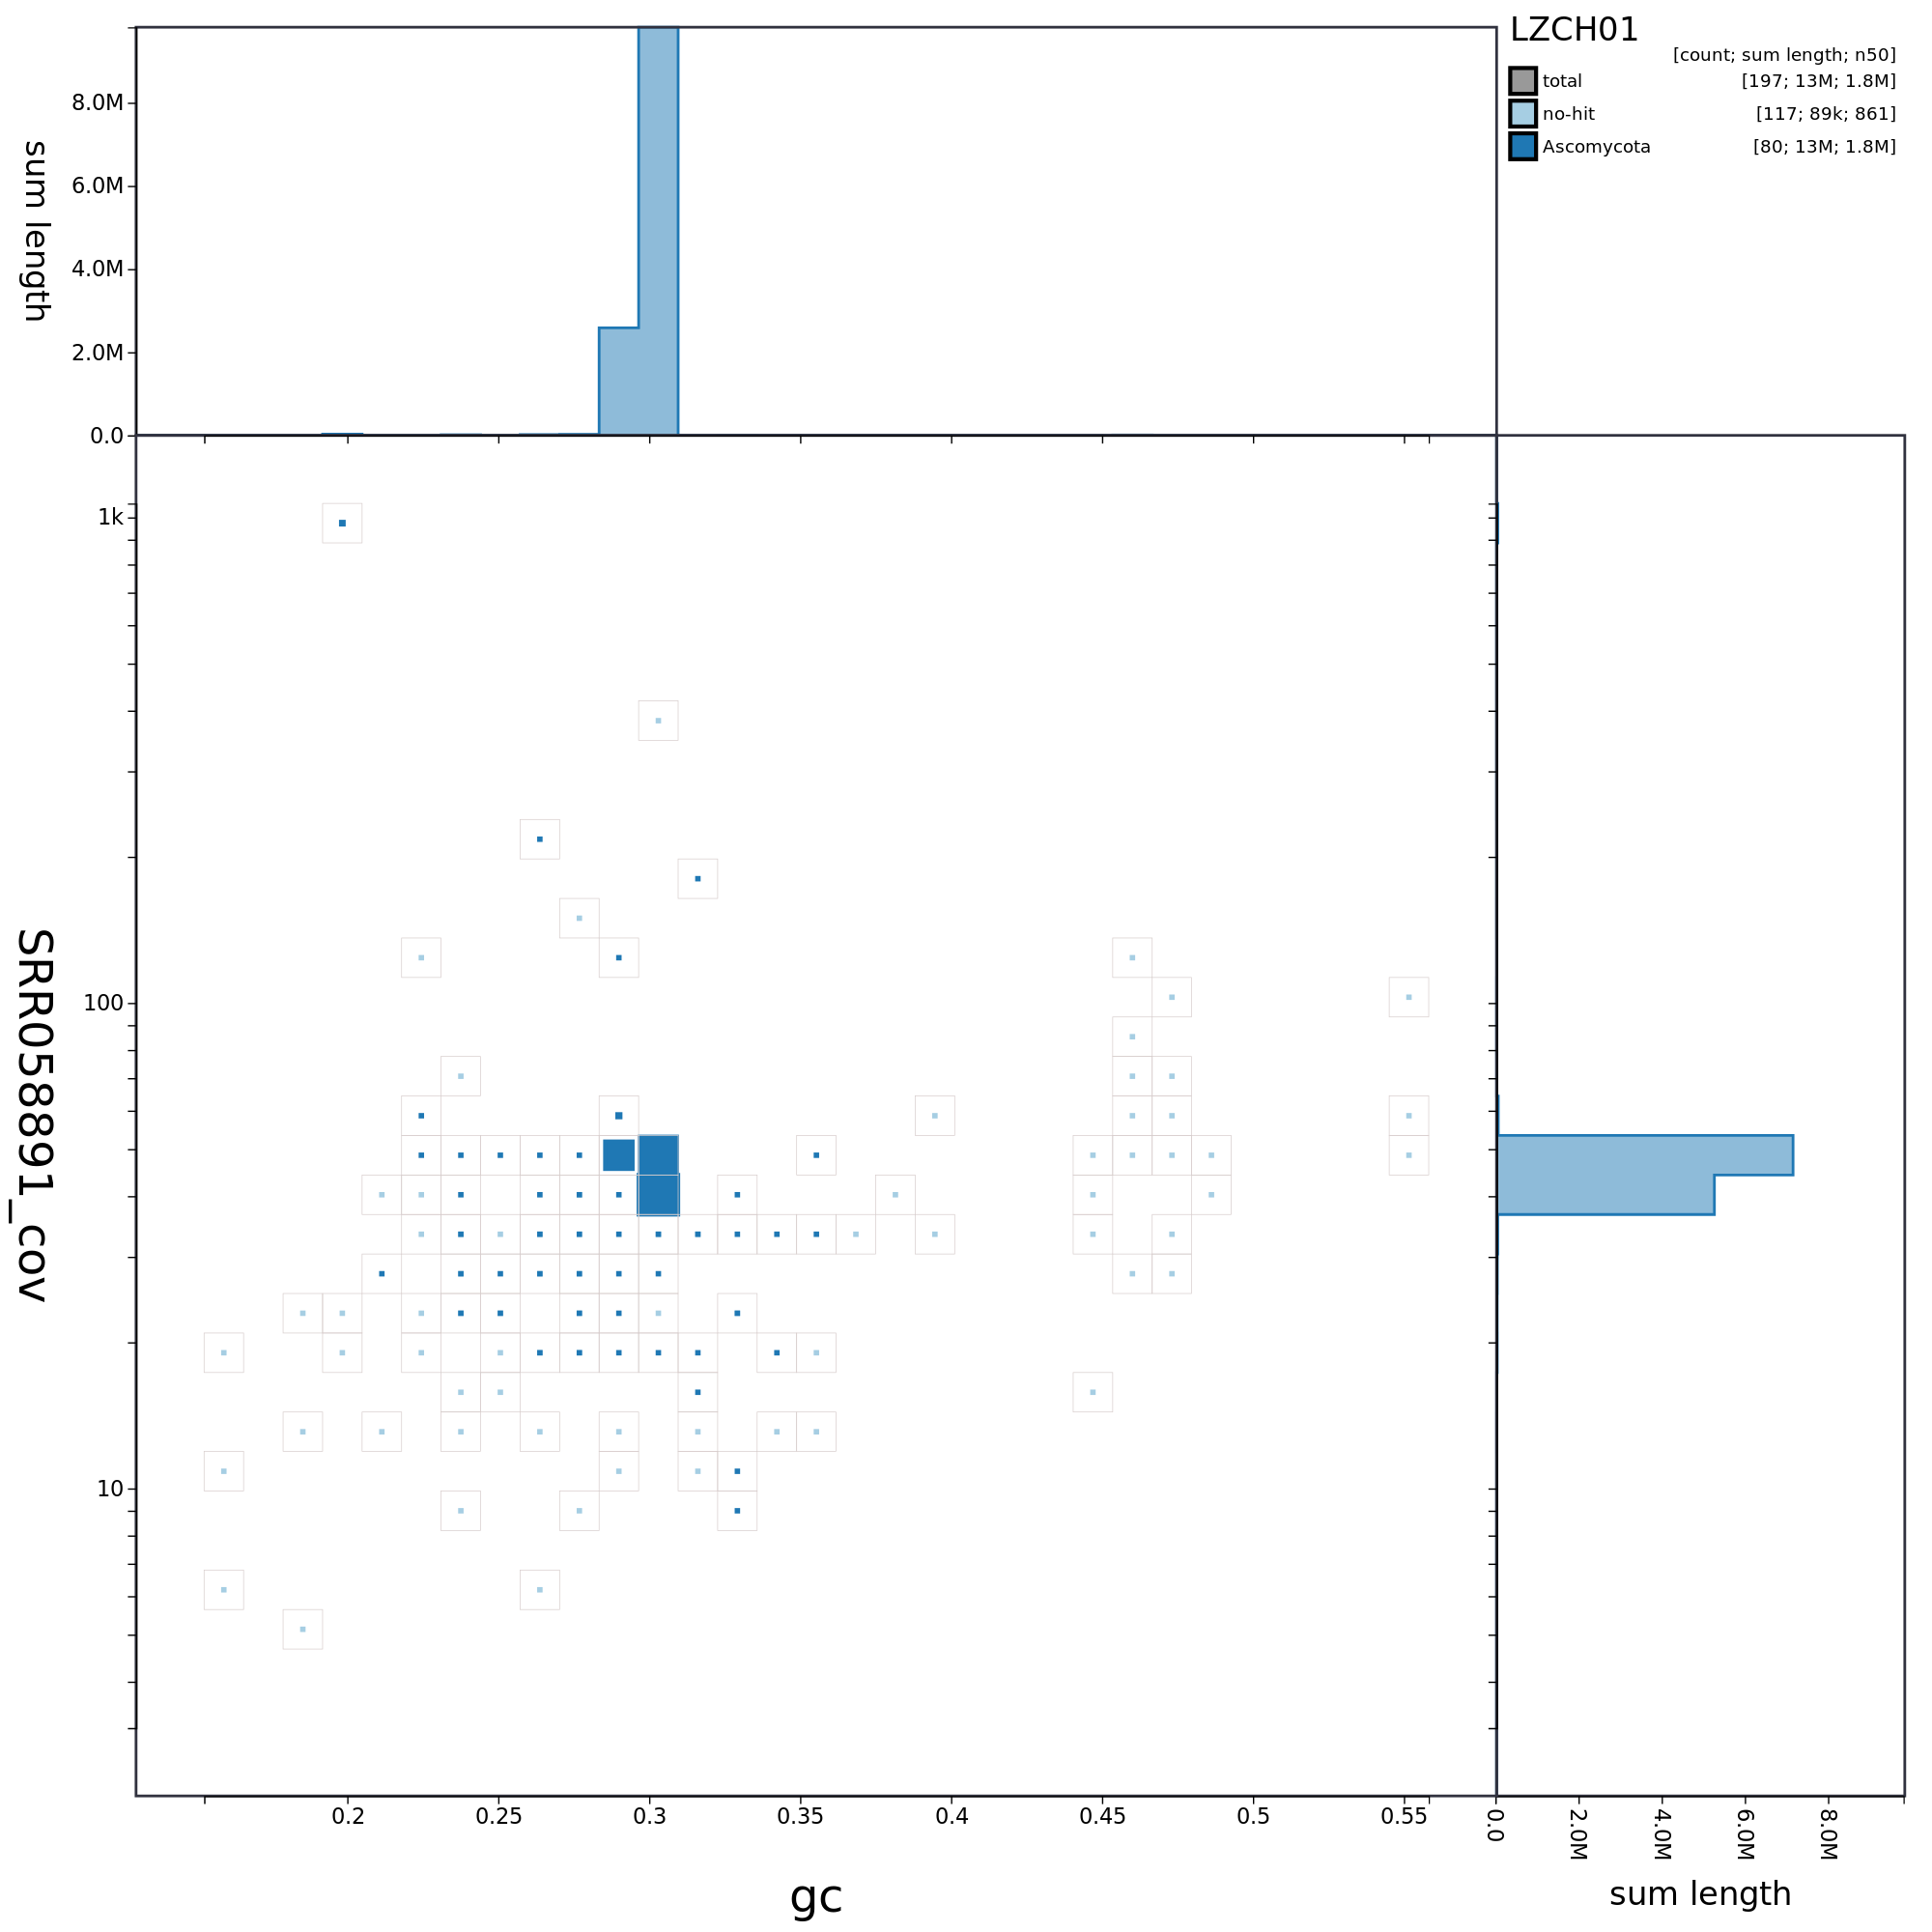 LZCH01
[count; sum length; n50]
total [197; 13M; 1.8M]
no-hit [117; 89k; 861]
Ascomycota [80; 13M; 1.8M]
sum length
8.0M
6.0M
4.0M
2.0M
0.0
SRR058891_cov
1k
100
10
0.2 0.25 0.3 0.35 0.4 0.45 0.5 0.55
gc
0.0 2.0M 4.0M 6.0M 8.0M
sum length